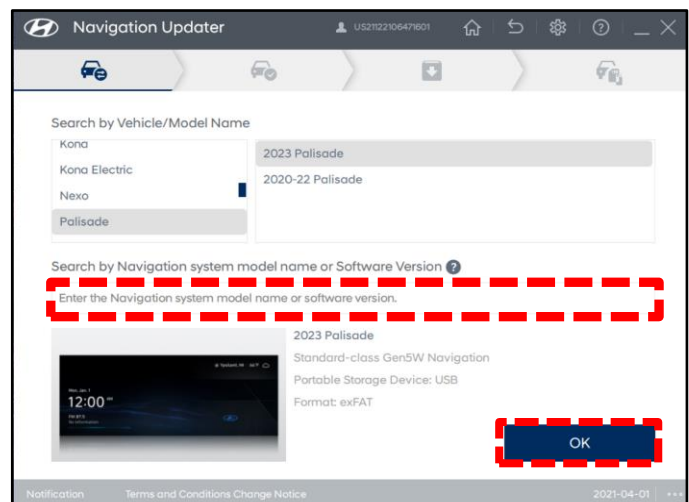 Navigation Updater
US21122106471601
Search by Vehicle/Model Name
Kona
Kona Electric
Nexo
Palisade
2023 Palisade
2020-22 Palisade
Search by Navigation system model name or Software Version ?
Enter the Navigation system model name or software version.
12:00
2023 Palisade
Standard-class Gen5W Navigation
Portable Storage Device: USB
Format: exFAT
OK
Notification
Terms and Conditions Change Notice
2021-04-01